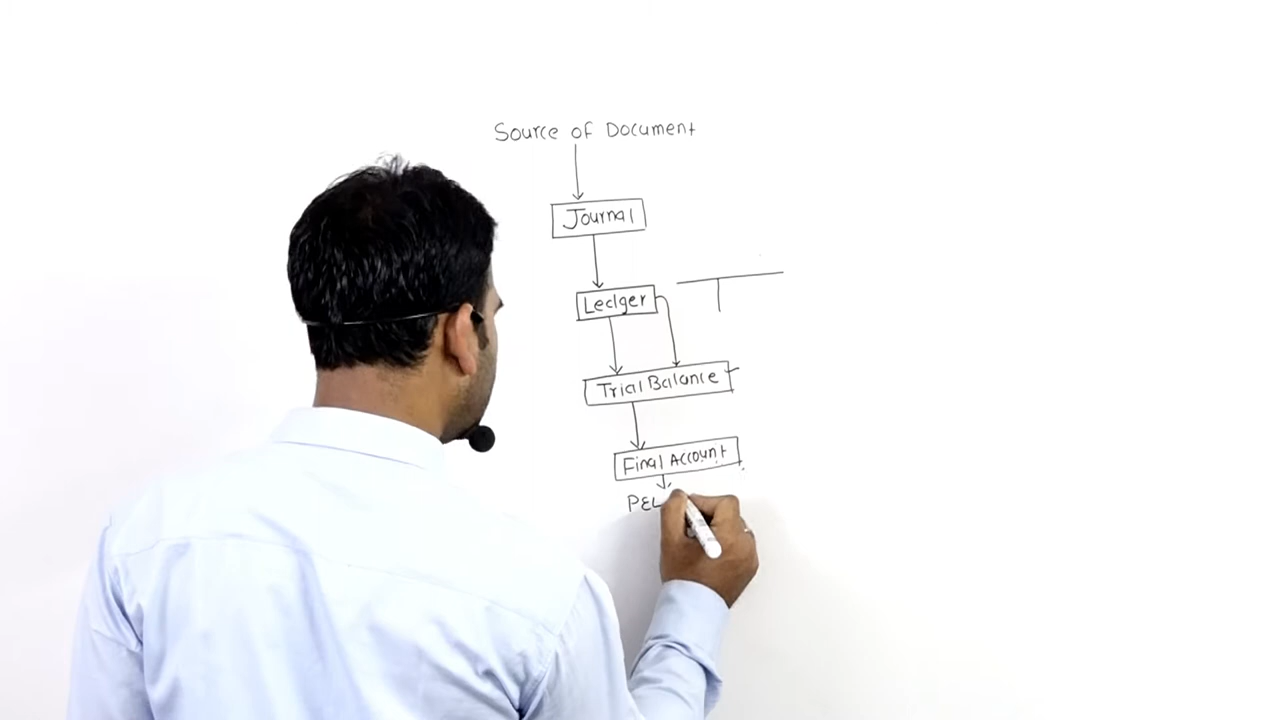 Source of Document
Journal
Ledger
Trial Balance
Final Account
P&L